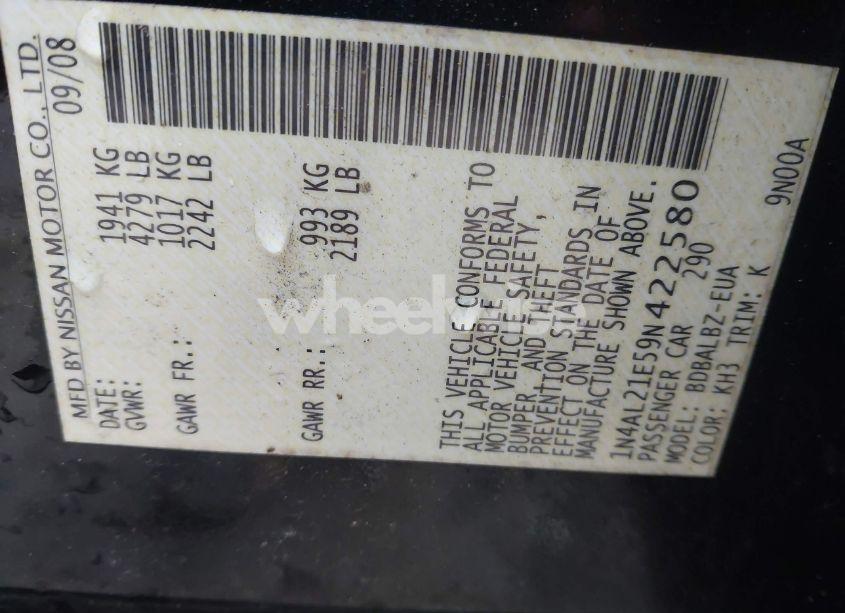 MFD BY NISSAN MOTOR CO., LTD.
DATE: 09/08
GVWR: 1941 KG
4279 LB
GAWR FR.: 1017 KG
2242 LB
GAWR RR.: 993 KG
2189 LB
THIS VEHICLE CONFORMS TO
ALL APPLICABLE FEDERAL
MOTOR VEHICLE SAFETY,
BUMPER AND THEFT
PREVENTION STANDARDS IN
EFFECT ON THE DATE OF
MANUFACTURE SHOWN ABOVE.
1N4AL21E59N422580
PASSENGER CAR 290
MODEL: BDBALBZ-EUA
COLOR: KH3 TRIM: K 9N00A